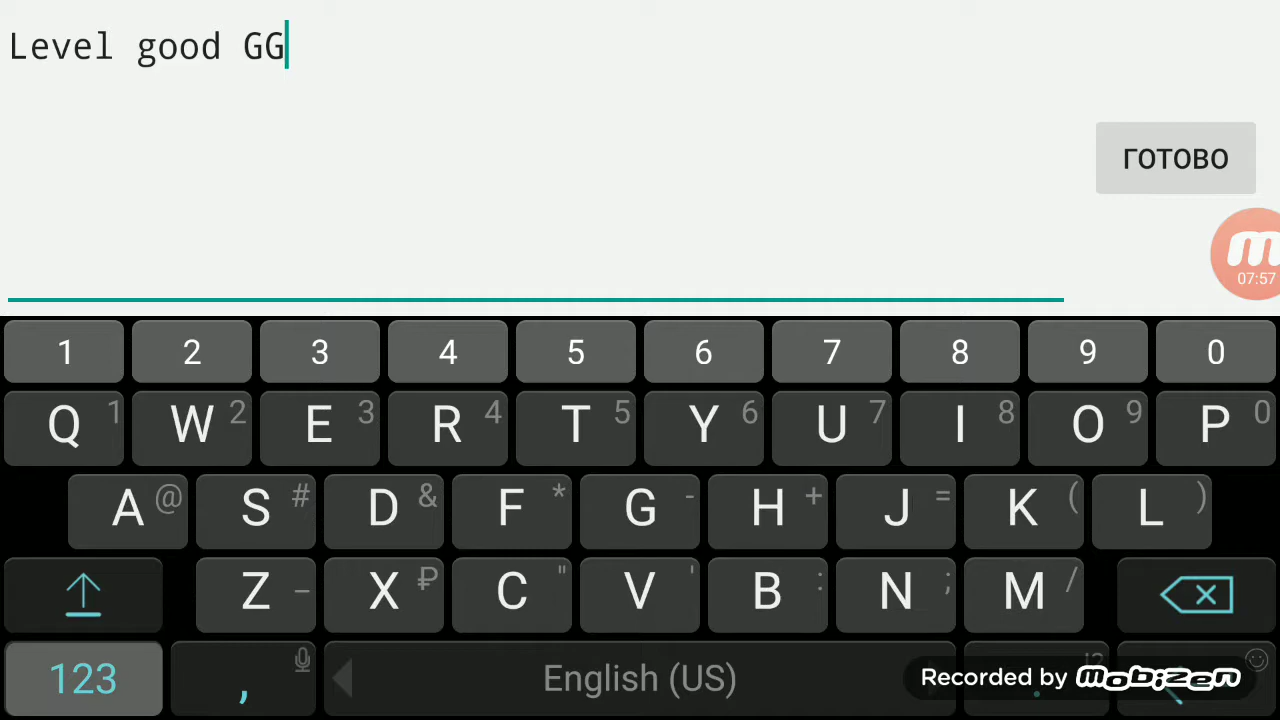 Level good GG
ГОТОВО
07:57
1 2 3 4 5 6 7 8 9 0
Q 1 W 2 E 3 R 4 T 5 Y 6 U 7 I 8 O 9 P 0
A @ S # D & F * G - H + J = K ( L )
Z _ X ₽ C " V ' B : N ; M /
123 , English (US) . !?
Recorded by mobizen